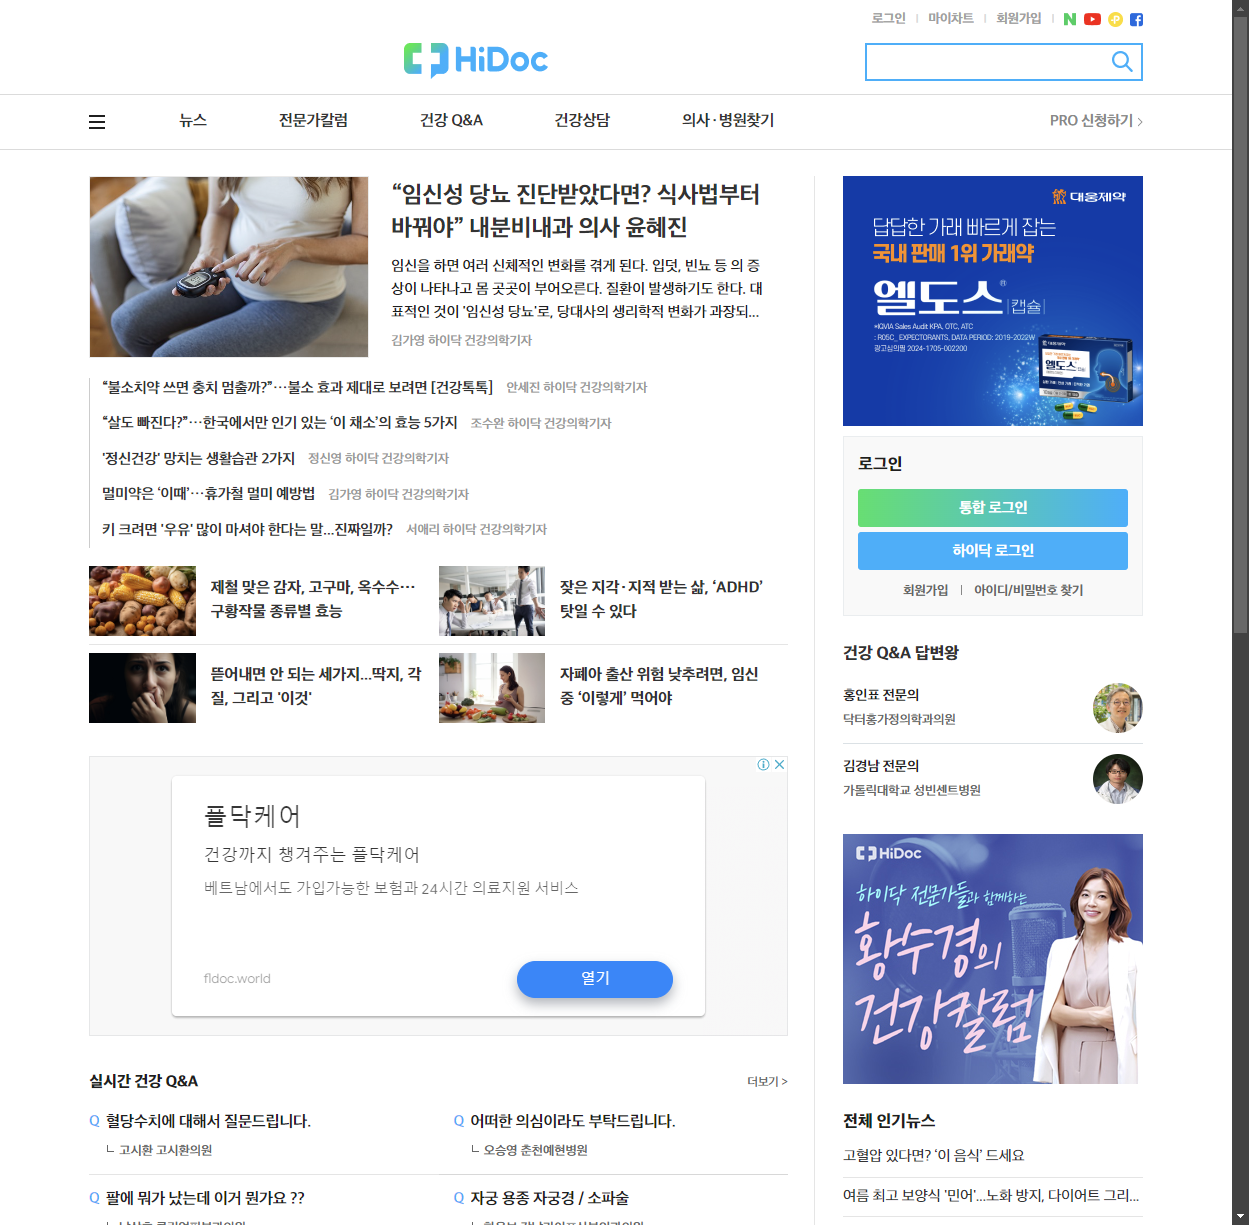 로그인
마이차트
회원가입
HiDoc
뉴스
전문가칼럼
건강 Q&A
건강상담
의사·병원찾기
PRO 신청하기 >
“임신성 당뇨 진단받았다면? 식사법부터
바꿔야” 내분비내과 의사 윤혜진
임신을 하면 여러 신체적인 변화를 겪게 된다. 입덧, 빈뇨 등 의 증
상이 나타나고 몸 곳곳이 부어오른다. 질환이 발생하기도 한다. 대
표적인 것이 '임신성 당뇨'로, 당대사의 생리학적 변화가 과장되...
김가영 하이닥 건강의학기자
“불소치약 쓰면 충치 멈출까?”…불소 효과 제대로 보려면 [건강톡톡] 안세진 하이닥 건강의학기자
“살도 빠진다?”…한국에서만 인기 있는 ‘이 채소’의 효능 5가지 조수완 하이닥 건강의학기자
'정신건강' 망치는 생활습관 2가지 정신영 하이닥 건강의학기자
멀미약은 ‘이때’…휴가철 멀미 예방법 김가영 하이닥 건강의학기자
키 크려면 '우유' 많이 마셔야 한다는 말...진짜일까? 서애리 하이닥 건강의학기자
제철 맞은 감자, 고구마, 옥수수…
구황작물 종류별 효능
잦은 지각·지적 받는 삶, ‘ADHD’
탓일 수 있다
뜯어내면 안 되는 세가지...딱지, 각
질, 그리고 '이것'
자폐아 출산 위험 낮추려면, 임신
중 ‘이렇게’ 먹어야
플닥케어
건강까지 챙겨주는 플닥케어
베트남에서도 가입가능한 보험과 24시간 의료지원 서비스
fldoc.world
열기
실시간 건강 Q&A
더보기 >
Q 혈당수치에 대해서 질문드립니다.
고시환 고시환의원
Q 어떠한 의심이라도 부탁드립니다.
오승영 춘천예현병원
Q 팔에 뭐가 났는데 이거 뭔가요 ??
Q 자궁 용종 자궁경 / 소파술
대웅제약
답답한 가래 빠르게 잡는
국내 판매 1위 가래약
엘도스® 캡슐
*IQVIA Sales Audit KPA, OTC, ATC
: R05C_ EXPECTORANTS, DATA PERIOD: 2019-2022W
광고심의필 2024-1705-002200
엘도스
로그인
통합 로그인
하이닥 로그인
회원가입
아이디/비밀번호 찾기
건강 Q&A 답변왕
홍인표 전문의
닥터홍가정의학과의원
김경남 전문의
가톨릭대학교 성빈센트병원
HiDoc
하이닥 전문가들과 함께하는
황수경의
건강칼럼
전체 인기뉴스
고혈압 있다면? ‘이 음식’ 드세요
여름 최고 보양식 '민어'...노화 방지, 다이어트 그리...